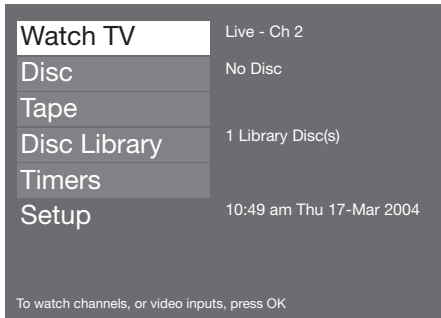 Watch TV
Live - Ch 2
Disc
No Disc
Tape
Disc Library
1 Library Disc(s)
Timers
Setup
10:49 am Thu 17-Mar 2004
To watch channels, or video inputs, press OK